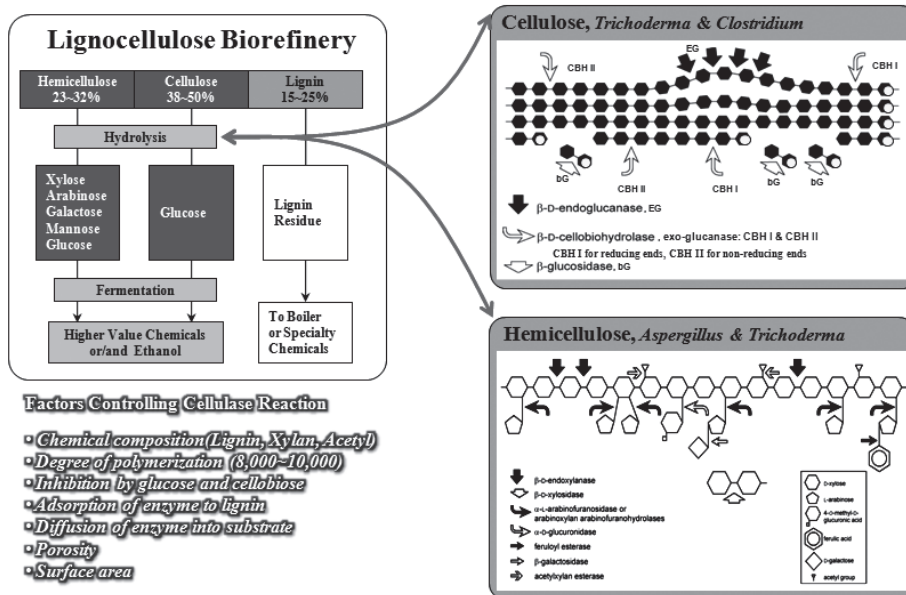 Lignocellulose Biorefinery
Hemicellulose
23~32%
Cellulose
38~50%
Lignin
15~25%
Hydrolysis
Xylose
Arabinose
Galactose
Mannose
Glucose
Glucose
Lignin
Residue
Fermentation
Higher Value Chemicals
or/and Ethanol
To Boiler
or Specialty
Chemicals
Factors Controlling Cellulase Reaction
• Chemical composition(Lignin, Xylan, Acetyl)
• Degree of polymerization (8,000~10,000)
• Inhibition by glucose and cellobiose
• Adsorption of enzyme to lignin
• Diffusion of enzyme into substrate
• Porosity
• Surface area
Cellulose, Trichoderma & Clostridium
EG
CBH II
CBH I
bG
CBH II
CBH I
bG
bG
β-D-endoglucanase, EG
β-D-cellobiohydrolase , exo-glucanase: CBH I & CBH II
CBH I for reducing ends, CBH II for non-reducing ends
β-glucosidase, bG
Hemicellulose, Aspergillus & Trichoderma
β-D-endoxylanase
β-D-xylosidase
α-L-arabinofuranosidase or
arabinoxylan arabinofuranohydrolases
α-D-glucuronidase
feruloyl esterase
β-galactosidase
acetylxylan esterase
D-xylose
L-arabinose
4-O-methyl-D-
glucuronic acid
ferulic acid
D-galactose
acetyl group